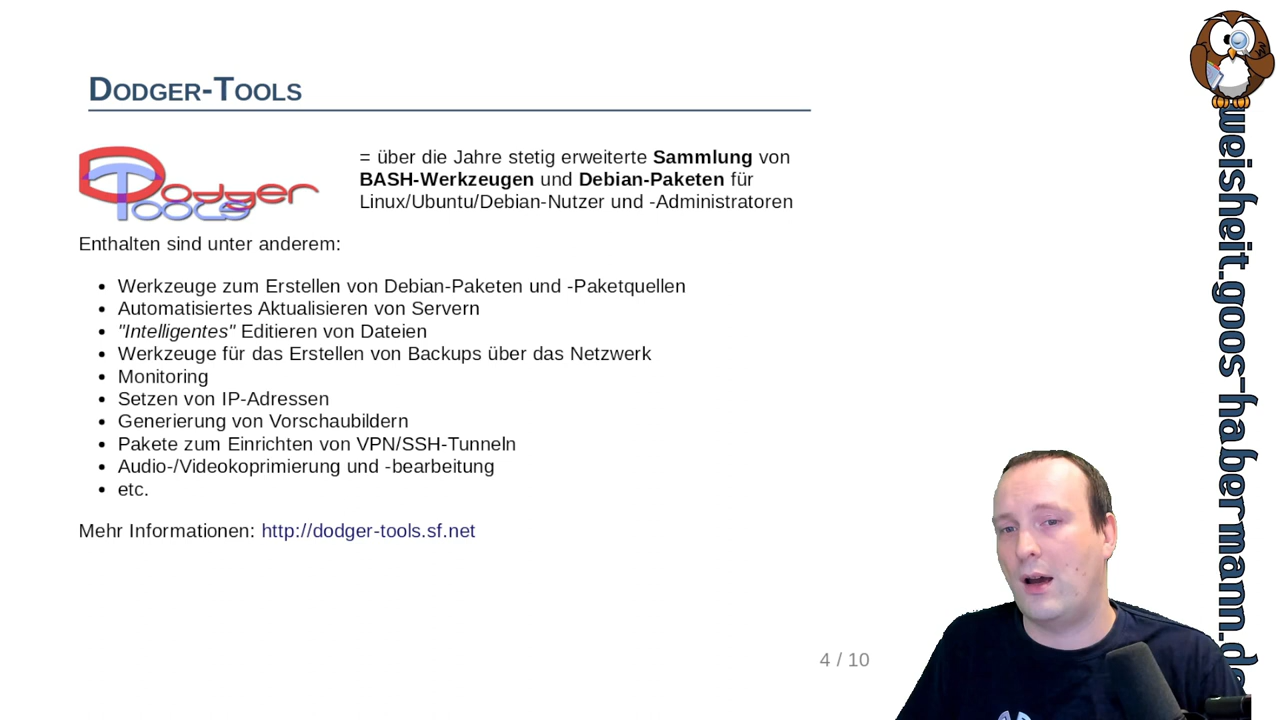 Dodger-Tools
Dodger
Tools
= über die Jahre stetig erweiterte Sammlung von
BASH-Werkzeugen und Debian-Paketen für
Linux/Ubuntu/Debian-Nutzer und -Administratoren
Enthalten sind unter anderem:
• Werkzeuge zum Erstellen von Debian-Paketen und -Paketquellen
• Automatisiertes Aktualisieren von Servern
• "Intelligentes" Editieren von Dateien
• Werkzeuge für das Erstellen von Backups über das Netzwerk
• Monitoring
• Setzen von IP-Adressen
• Generierung von Vorschaubildern
• Pakete zum Einrichten von VPN/SSH-Tunneln
• Audio-/Videokoprimierung und -bearbeitung
• etc.
Mehr Informationen: http://dodger-tools.sf.net
4 / 10
weisheit.goos-habermann.de